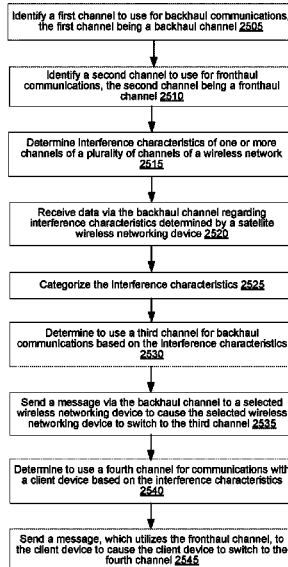 Identify a first channel to use for backhaul communications,
the first channel being a backhaul channel 2505
Identify a second channel to use for fronthaul
communications, the second channel being a fronthaul
channel 2510
Determine interference characteristics of one or more
channels of a plurality of channels of a wireless network
2515
Receive data via the backhaul channel regarding
interference characteristics determined by a satellite
wireless networking device 2520
Categorize the interference characteristics 2525
Determine to use a third channel for backhaul
communications based on the interference characteristics
2530
Send a message via the backhaul channel to a selected
wireless networking device to cause the selected wireless
networking device to switch to the third channel 2535
Determine to use a fourth channel for communications with
a client device based on the interference characteristics
2540
Send a message, which utilizes the fronthaul channel, to
the client device to cause the client device to switch to the
fourth channel 2545